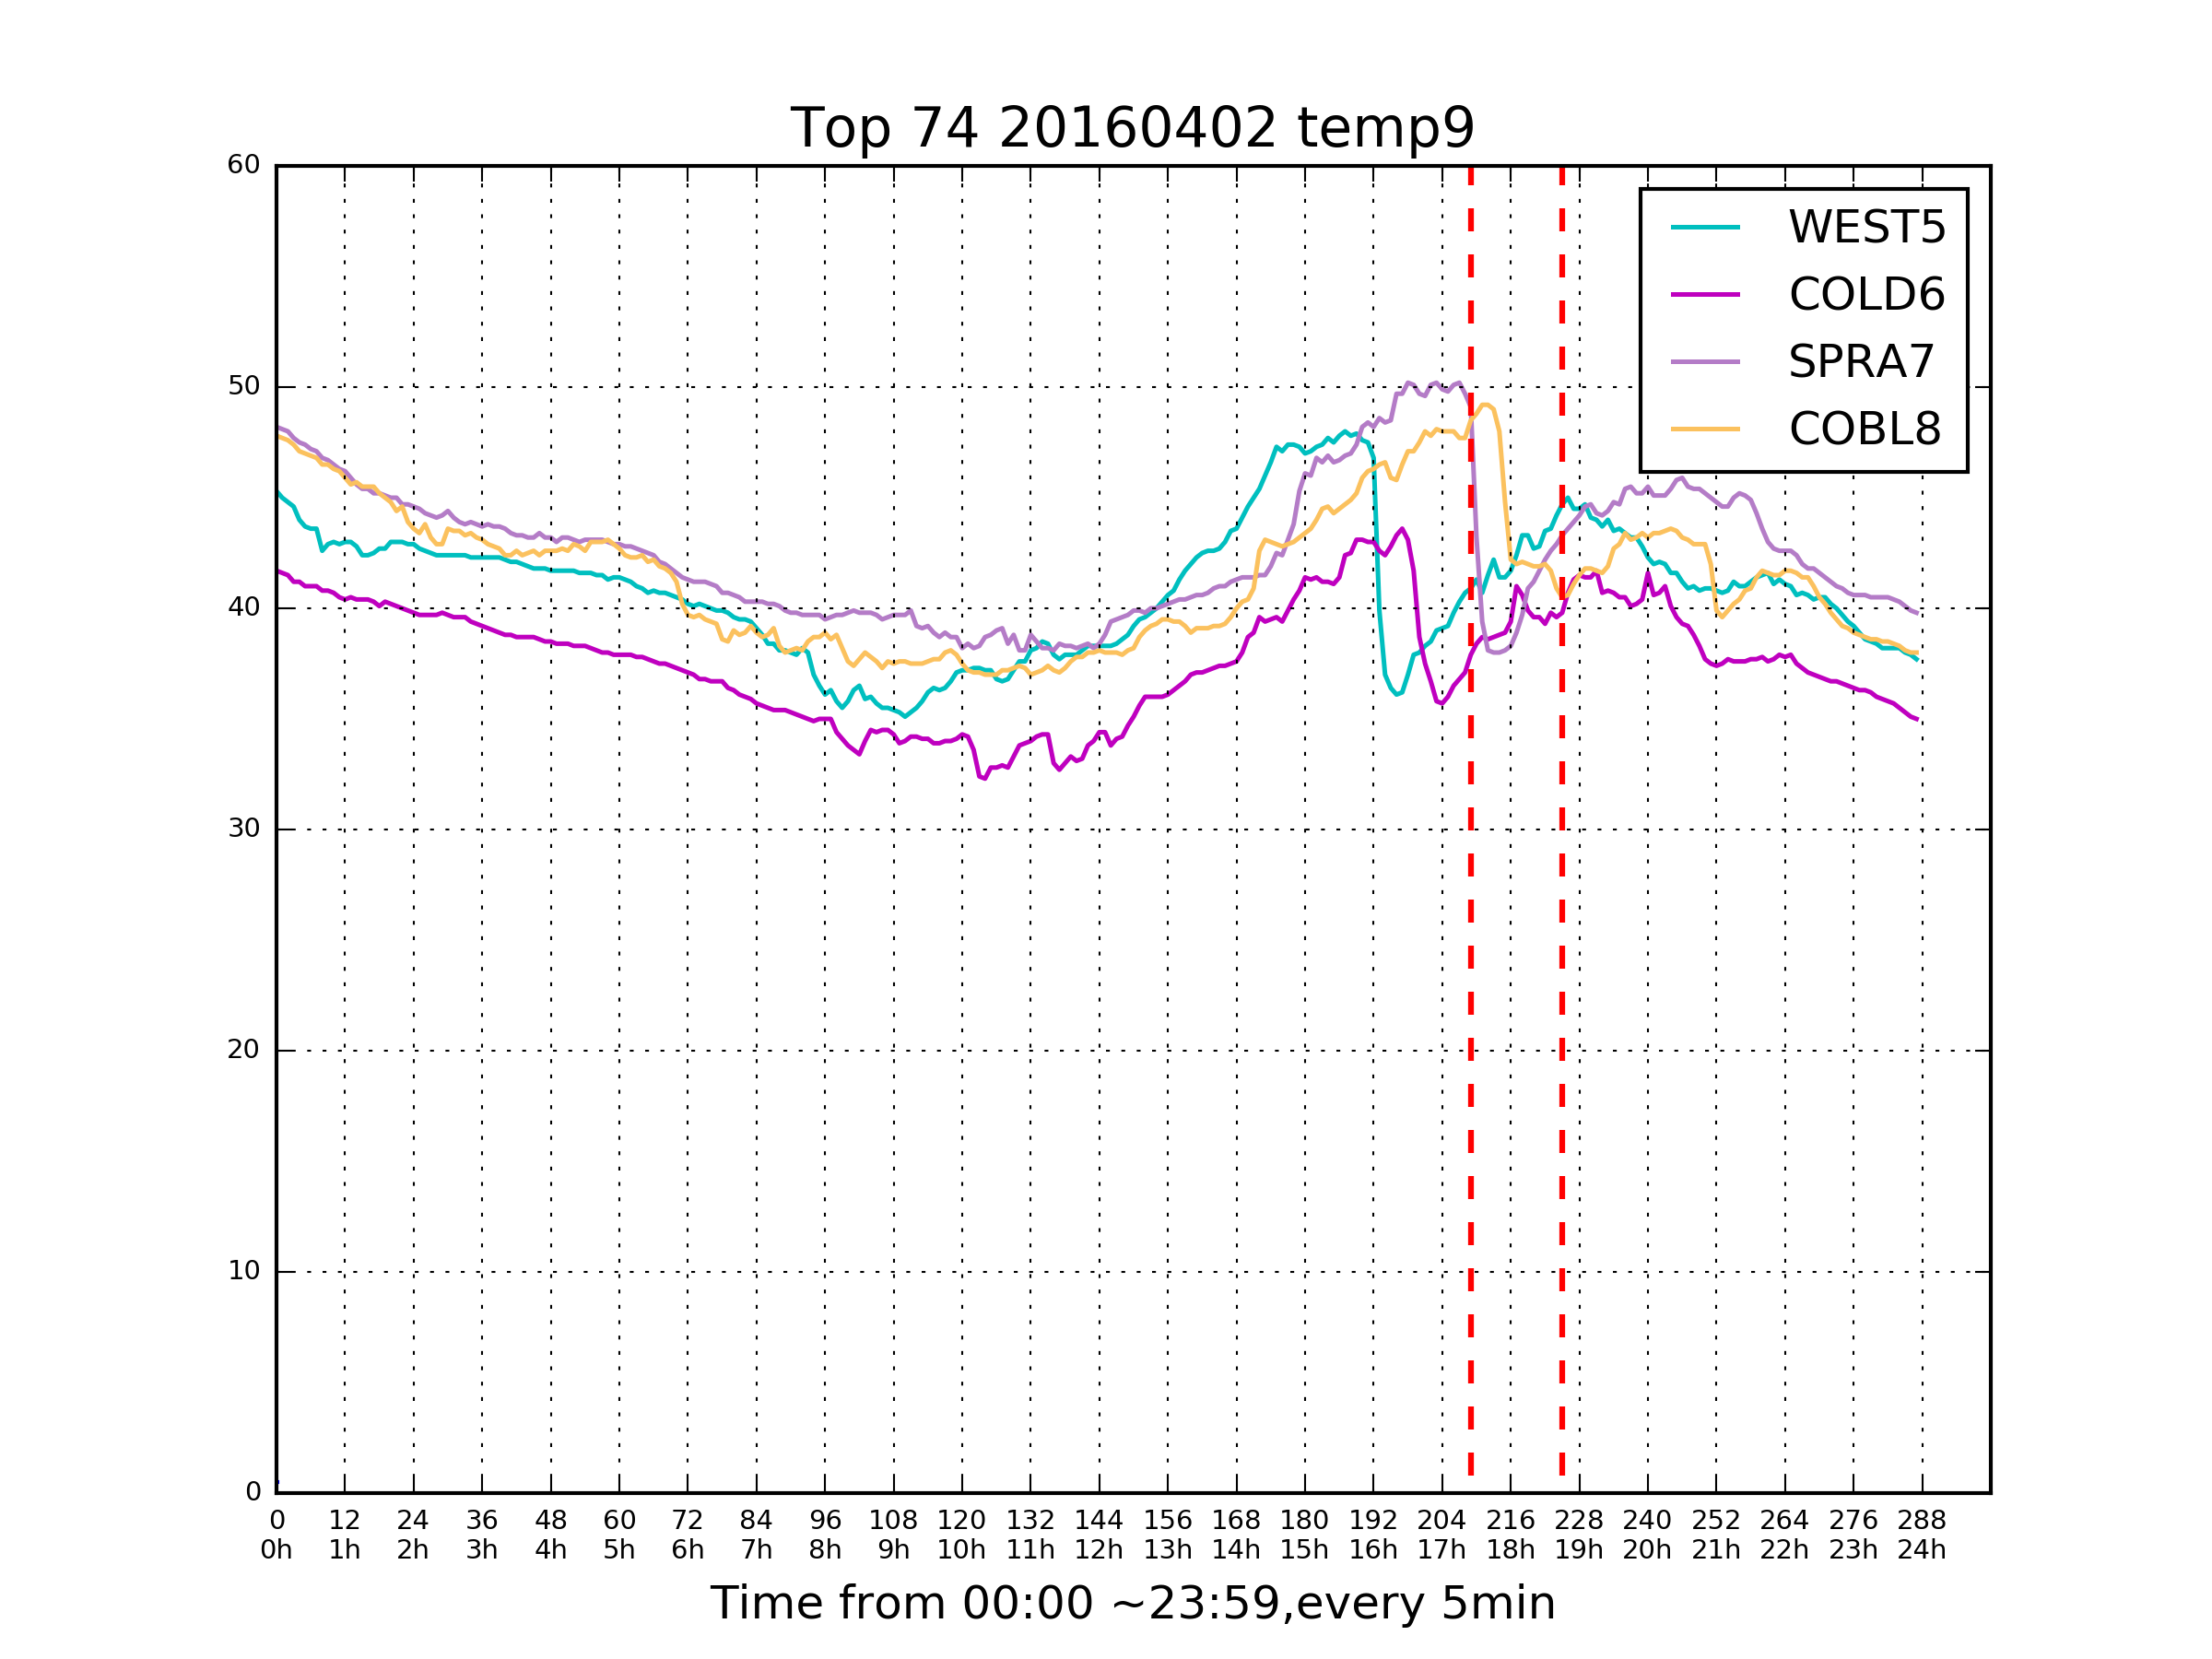 Top 74 20160402 temp9
60
50
40
30
20
10
0
WEST5
COLD6
SPRA7
COBL8
0 12 24 36 48 60 72 84 96 108 120 132 144 156 168 180 192 204 216 228 240 252 264 276 288
0h 1h 2h 3h 4h 5h 6h 7h 8h 9h 10h 11h 12h 13h 14h 15h 16h 17h 18h 19h 20h 21h 22h 23h 24h
Time from 00:00 ~23:59,every 5min